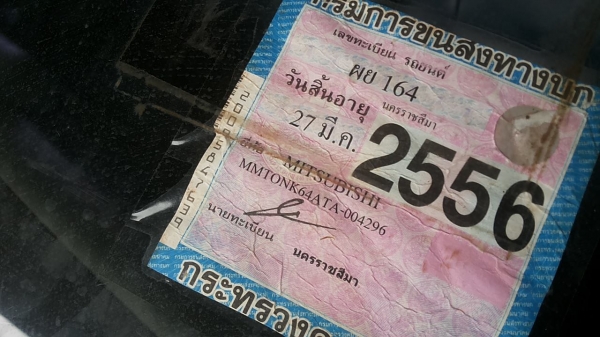 กรมการขนส่งทางบก
เลขทะเบียน รถยนต์
ผย 164
นครราชสีมา
วันสิ้นอายุ
27 มี.ค. 2556
MITSUBISHI
MMTONK64ATA-004296
นายทะเบียน นครราชสีมา
กระทรวงค